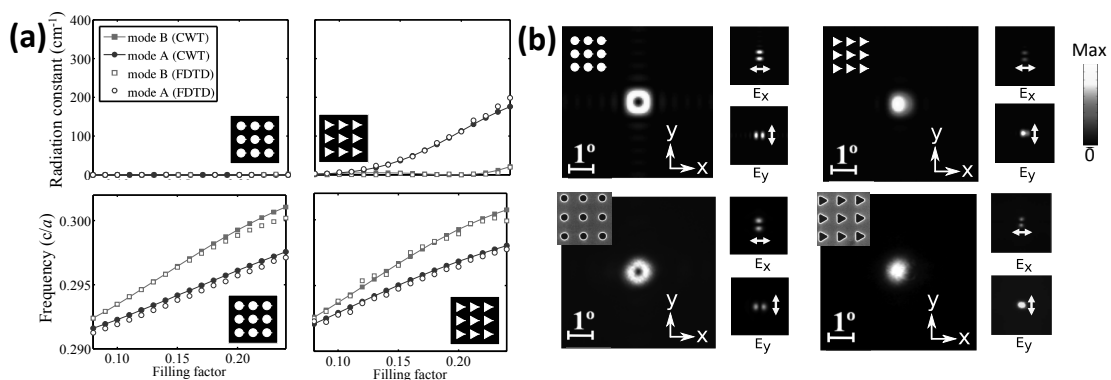 (a)
Radiation constant (cm-1)
400
300
200
100
0
mode B (CWT)
mode A (CWT)
mode B (FDTD)
mode A (FDTD)
Frequency (c/a)
0.300
0.295
0.290
0.10 0.15 0.20
Filling factor
0.10 0.15 0.20
Filling factor
(b)
1°
y
x
Ex
Ey
1°
y
x
Ex
Ey
Max
0
1°
y
x
Ex
Ey
1°
y
x
Ex
Ey